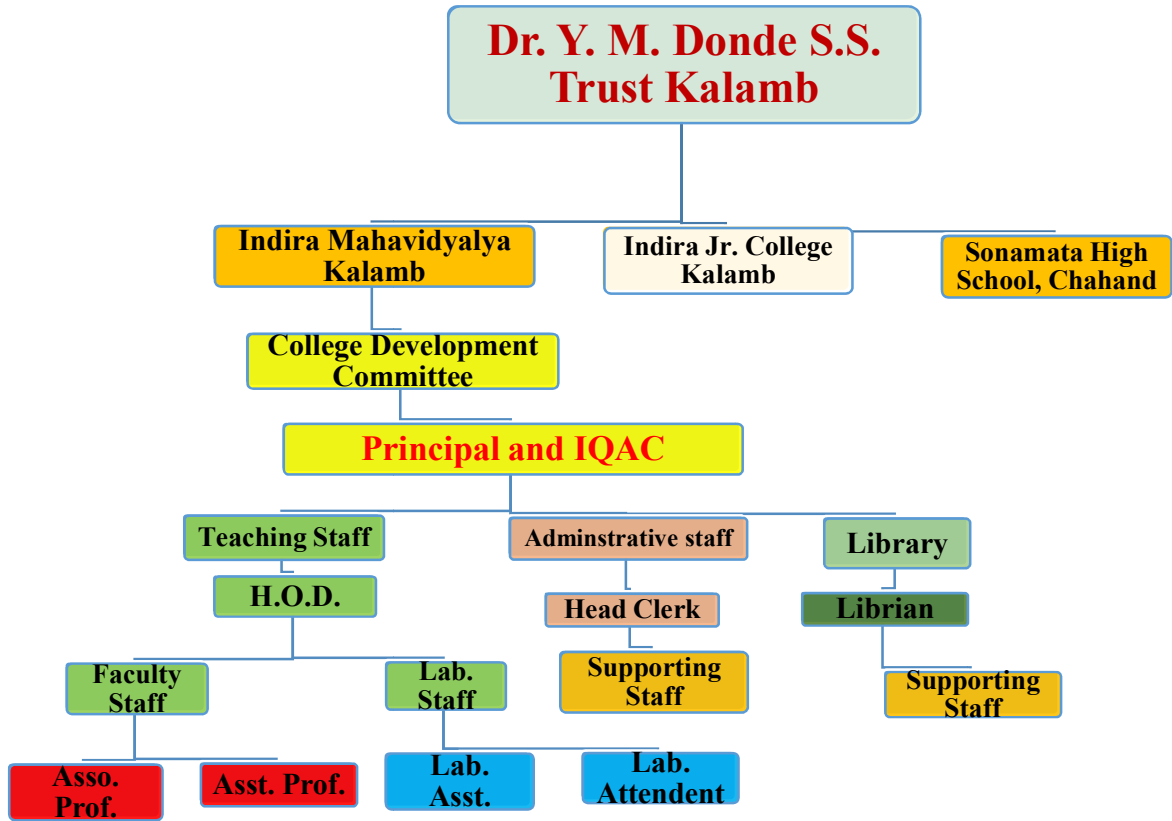 Dr. Y. M. Donde S.S.
Trust Kalamb
Indira Mahavidyalya
Kalamb
Indira Jr. College
Kalamb
Sonamata High
School, Chahand
College Development
Committee
Principal and IQAC
Teaching Staff
Adminstrative staff
Library
H.O.D.
Head Clerk
Librian
Faculty
Staff
Lab.
Staff
Supporting
Staff
Supporting
Staff
Asso.
Prof.
Asst. Prof.
Lab.
Asst.
Lab.
Attendent